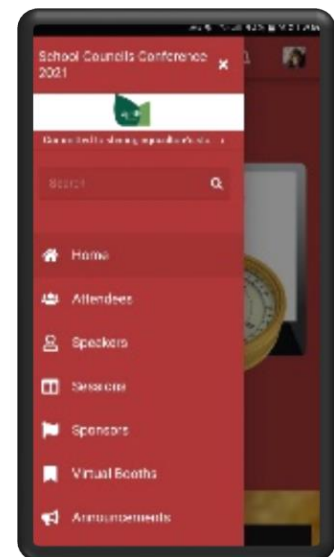 School Councils Conference
2021
Search
Home
Attendees
Speakers
Sessions
Sponsors
Virtual Booths
Announcements